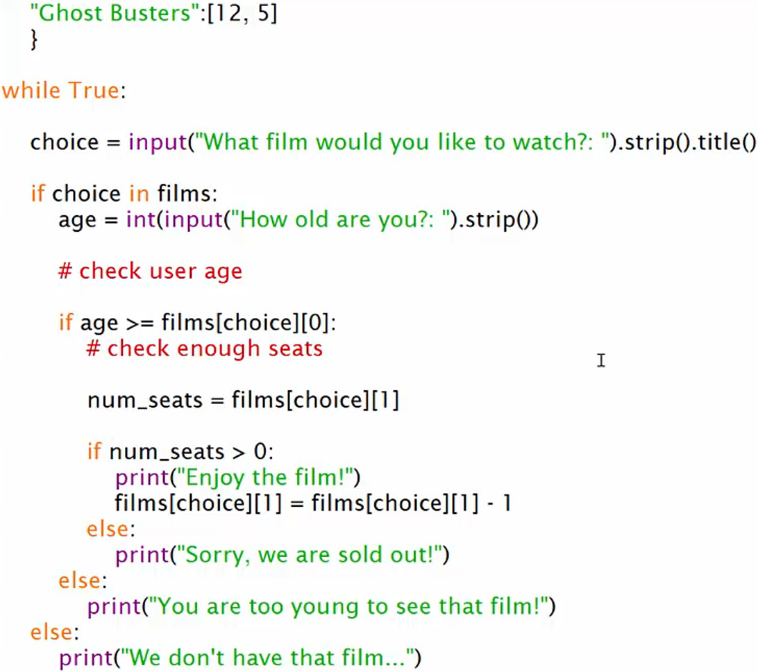 "Ghost Busters":[12, 5]
}
while True:
choice = input("What film would you like to watch?: ").strip().title()
if choice in films:
age = int(input("How old are you?: ").strip())
# check user age
if age >= films[choice][0]:
# check enough seats
num_seats = films[choice][1]
if num_seats > 0:
print("Enjoy the film!")
films[choice][1] = films[choice][1] - 1
else:
print("Sorry, we are sold out!")
else:
print("You are too young to see that film!")
else:
print("We don't have that film...")